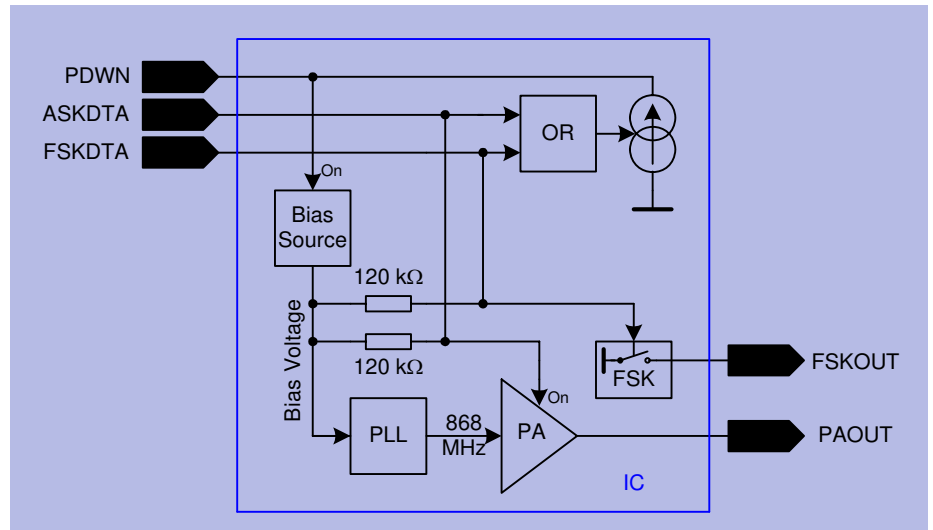 PDWN
ASKDTA
FSKDTA
OR
On
Bias
Source
120 kΩ
Bias Voltage
120 kΩ
FSK
FSKOUT
On
PLL
868
MHz
PA
PAOUT
IC